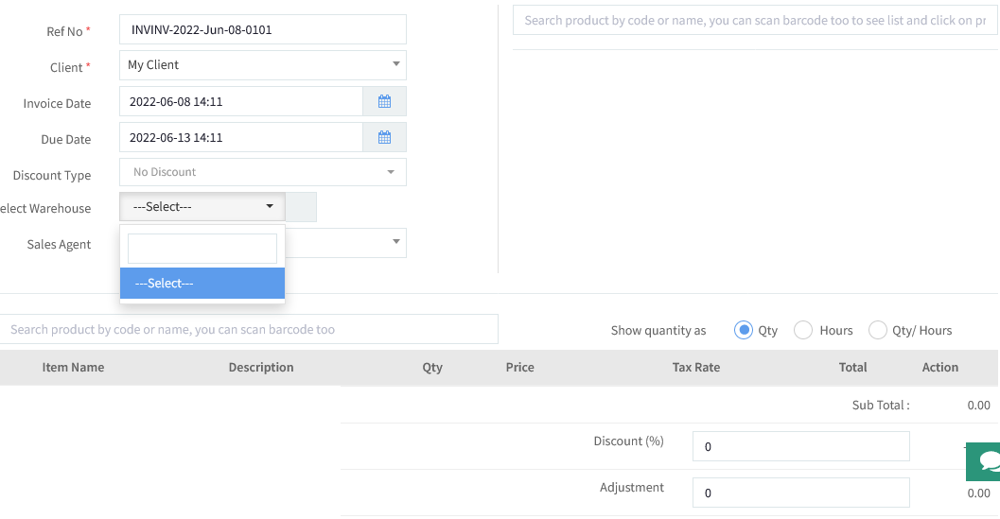 Ref No *
INVINV-2022-Jun-08-0101
Client *
My Client
Invoice Date
2022-06-08 14:11
Due Date
2022-06-13 14:11
Discount Type
No Discount
elect Warehouse
---Select---
---Select---
Sales Agent
Search product by code or name, you can scan barcode too to see list and click on pr
Search product by code or name, you can scan barcode too
Show quantity as Qty Hours Qty/ Hours
Item Name Description Qty Price Tax Rate Total Action
Sub Total : 0.00
Discount (%) 0
Adjustment 0 0.00